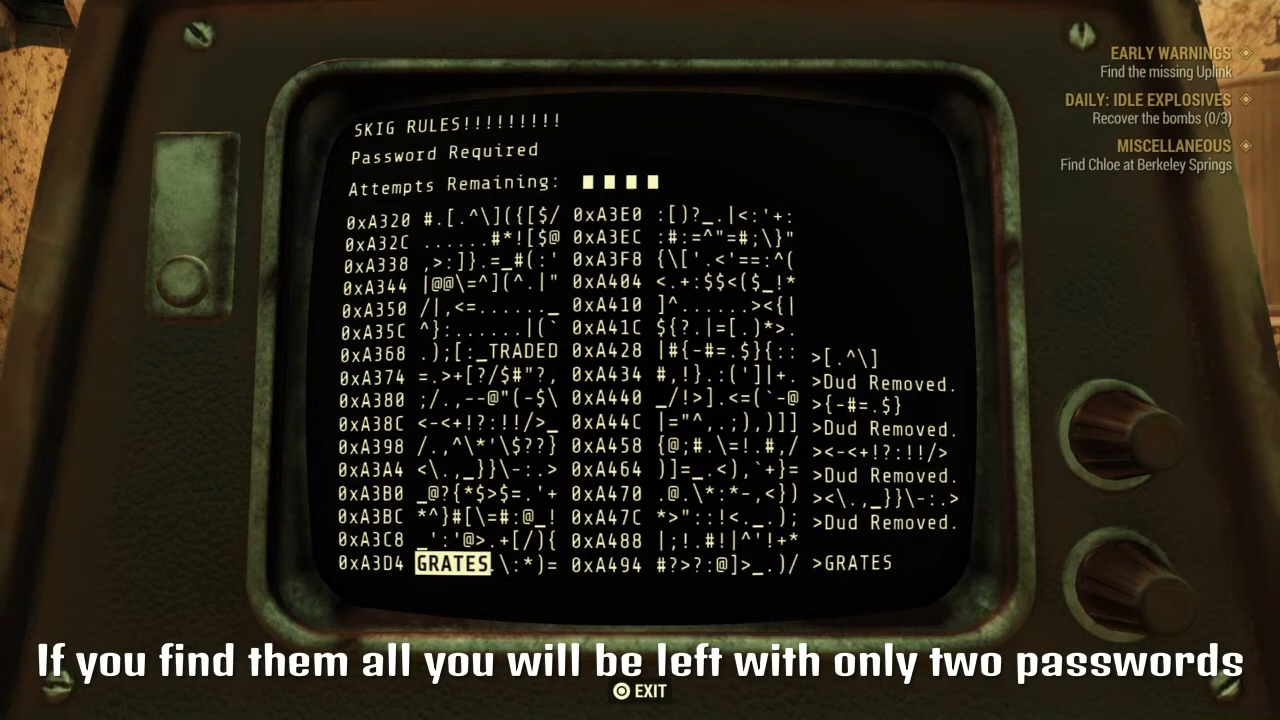 EARLY WARNINGS
Find the missing Uplink
DAILY: IDLE EXPLOSIVES
Recover the bombs (0/3)
MISCELLANEOUS
Find Chloe at Berkeley Springs
SKIG RULES!!!!!!!!!
Password Required
Attempts Remaining: ■ ■ ■ ■
0xA320 #.[.^\]({[$/ 0xA3E0 :[)?_.|<:'+:
0xA32C ......#*![$@ 0xA3EC :#:=^"=#;\}"
0xA338 ,>:]}.=_#(:' 0xA3F8 {\['.<'==:^(
0xA344 |@@\=^](^.|" 0xA404 <.+:$$<($_!*
0xA350 /|,<=......_ 0xA410 ]^......><{|
0xA35C ^}:......|(` 0xA41C ${?.|=[.)*>.
0xA368 .);[:_TRADED 0xA428 |#{-#=.$}{:: >[.^\]
0xA374 =.>+[?/$#"?, 0xA434 #,!}.:(']|+. >Dud Removed.
0xA380 ;/.,--@"(-$\ 0xA440 _/!>].<=(`-@ >{-#=.$}
0xA38C <-<+!?:!!/>_ 0xA44C |="^,.;),)]] >Dud Removed.
0xA398 /.,^\*'\$??} 0xA458 {@;#.\=!.#,/ ><-<+!?:!!/>
0xA3A4 <\.,_}}\-:.> 0xA464 )]=_.<),`+}= >Dud Removed.
0xA3B0 _@?{*$>$=.'+ 0xA470 .@.\*:*-,<}) ><\.,_}}\-:.>
0xA3BC *^}#[\=#:@_! 0xA47C *>"::!<._.); >Dud Removed.
0xA3C8 _':'@>.+[/){ 0xA488 |;!.#!|^'!+*
0xA3D4 GRATES.\:*)= 0xA494 #?>?:@]>_.)/ >GRATES
If you find them all you will be left with only two passwords
EXIT